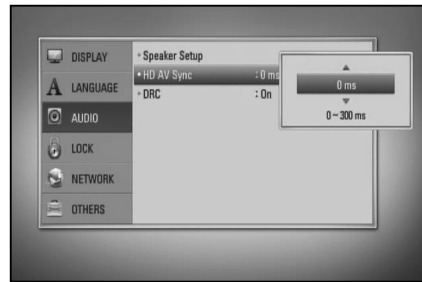 DISPLAY
LANGUAGE
AUDIO
LOCK
NETWORK
OTHERS
• Speaker Setup
• HD AV Sync : 0 ms
• DRC : On
0 ms
0 ~ 300 ms